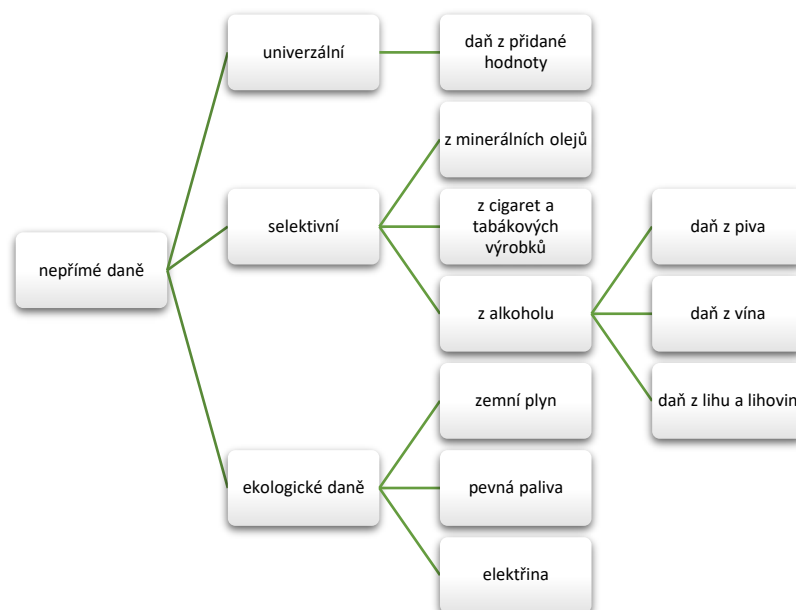 univerzální
daň z přidané
hodnoty
z minerálních olejů
selektivní
z cigaret a
tabákových
výrobků
daň z piva
nepřímé daně
z alkoholu
daň z vína
zemní plyn
daň z lihu a lihovin
ekologické daně
pevná paliva
elektřina